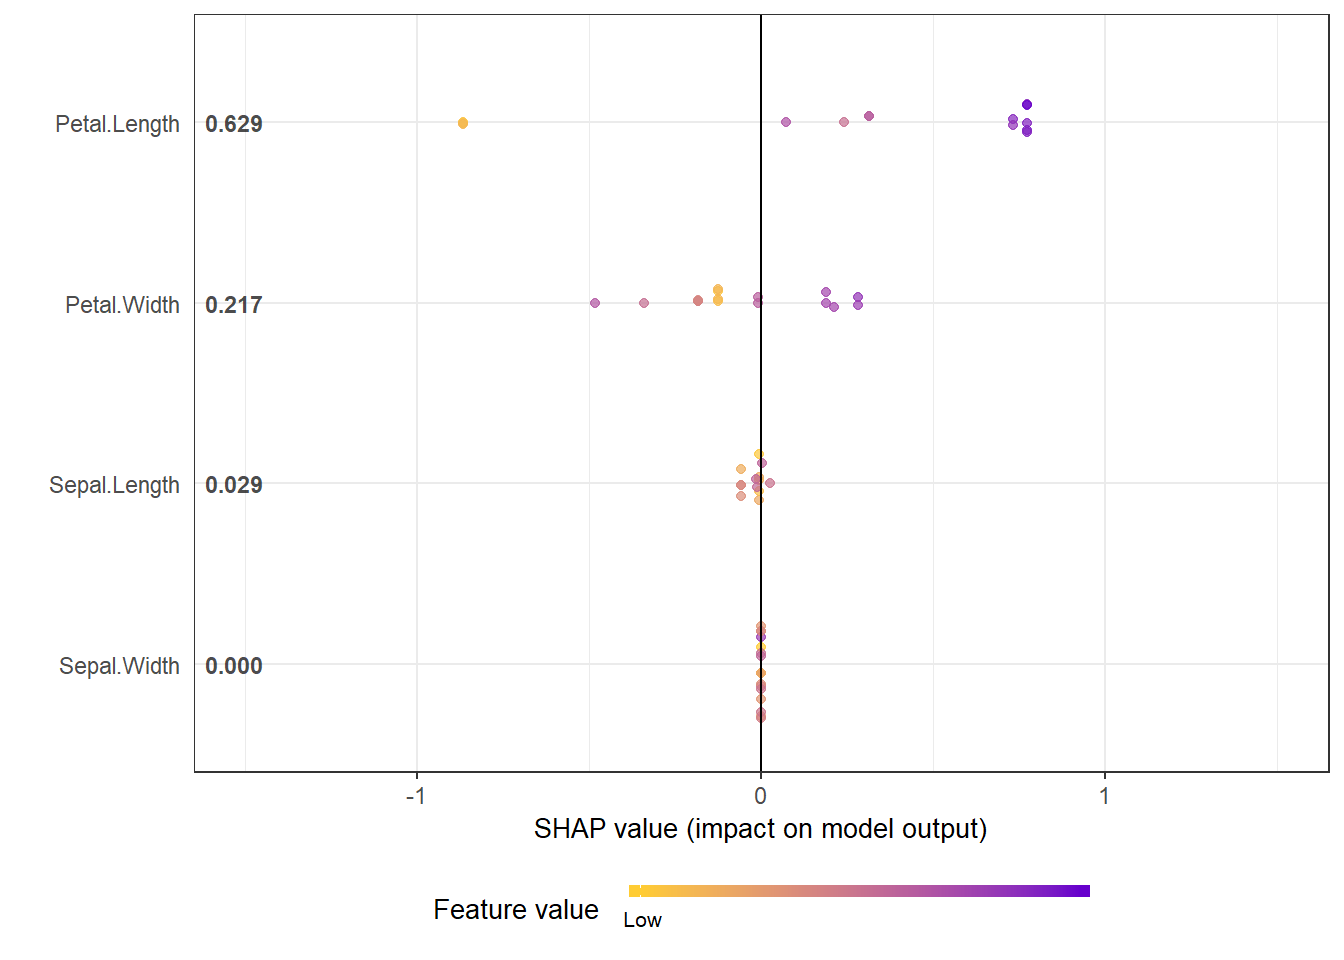 Petal.Length 0.629
Petal.Width 0.217
Sepal.Length 0.029
Sepal.Width 0.000
-1 0 1
SHAP value (impact on model output)
Feature value
Low